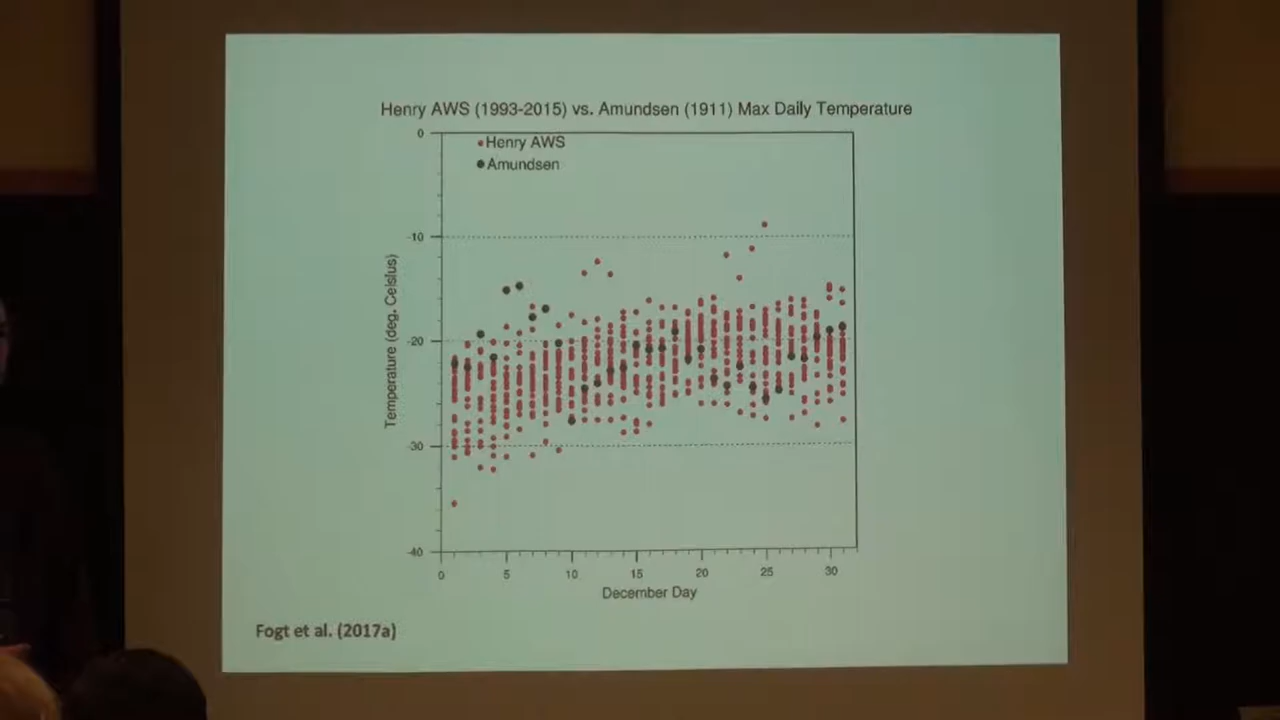 Henry AWS (1993-2015) vs. Amundsen (1911) Max Daily Temperature
0
Henry AWS
Amundsen
-10
Temperature (deg. Celsius)
-20
-30
-40
0 5 10 15 20 25 30
December Day
Fogt et al. (2017a)